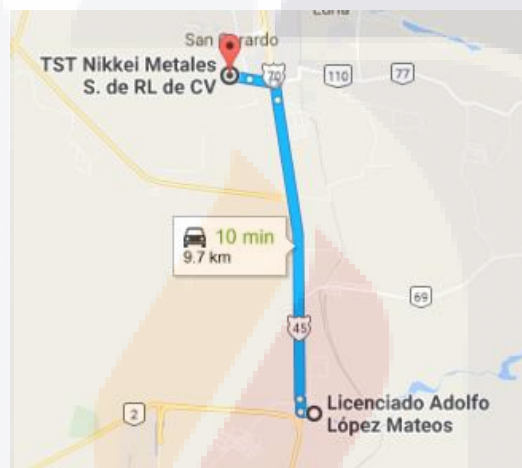 San Gerardo
TST Nikkei Metales
S. de RL de CV
70
110
77
10 min
9.7 km
69
45
2
Licenciado Adolfo
López Mateos